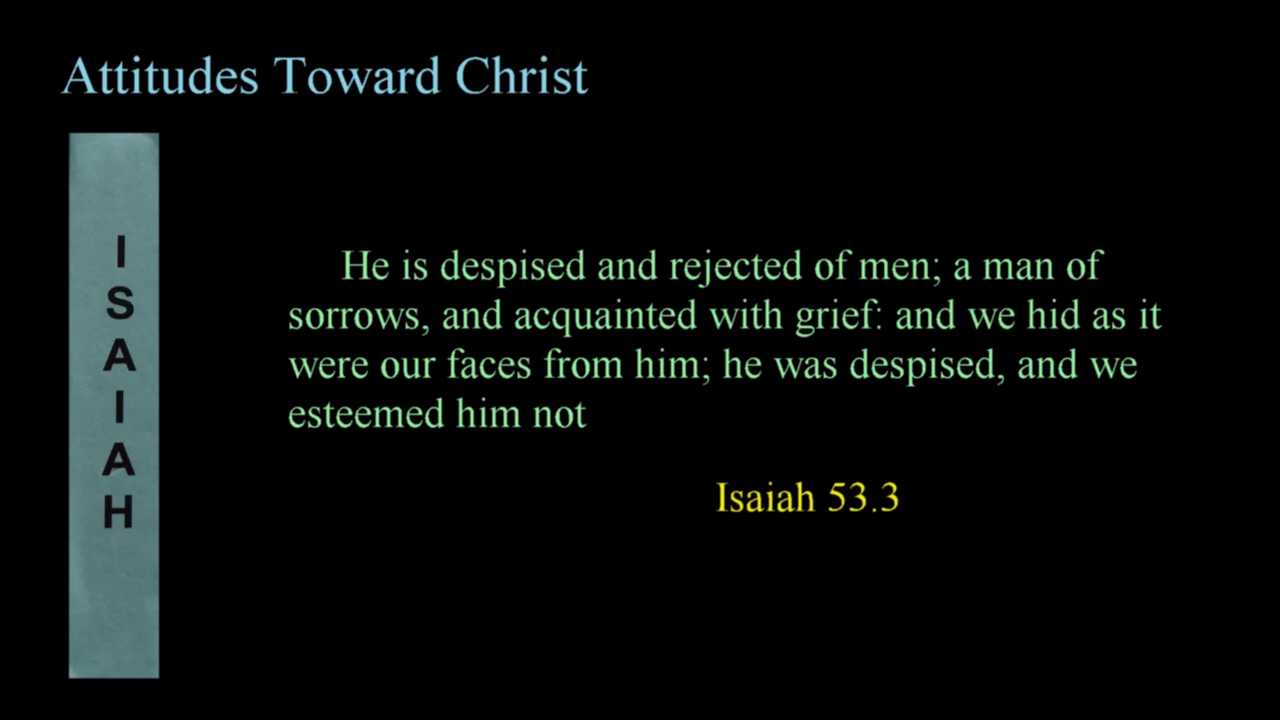 Attitudes Toward Christ
I
S
A
I
A
H
He is despised and rejected of men; a man of
sorrows, and acquainted with grief: and we hid as it
were our faces from him; he was despised, and we
esteemed him not
Isaiah 53.3